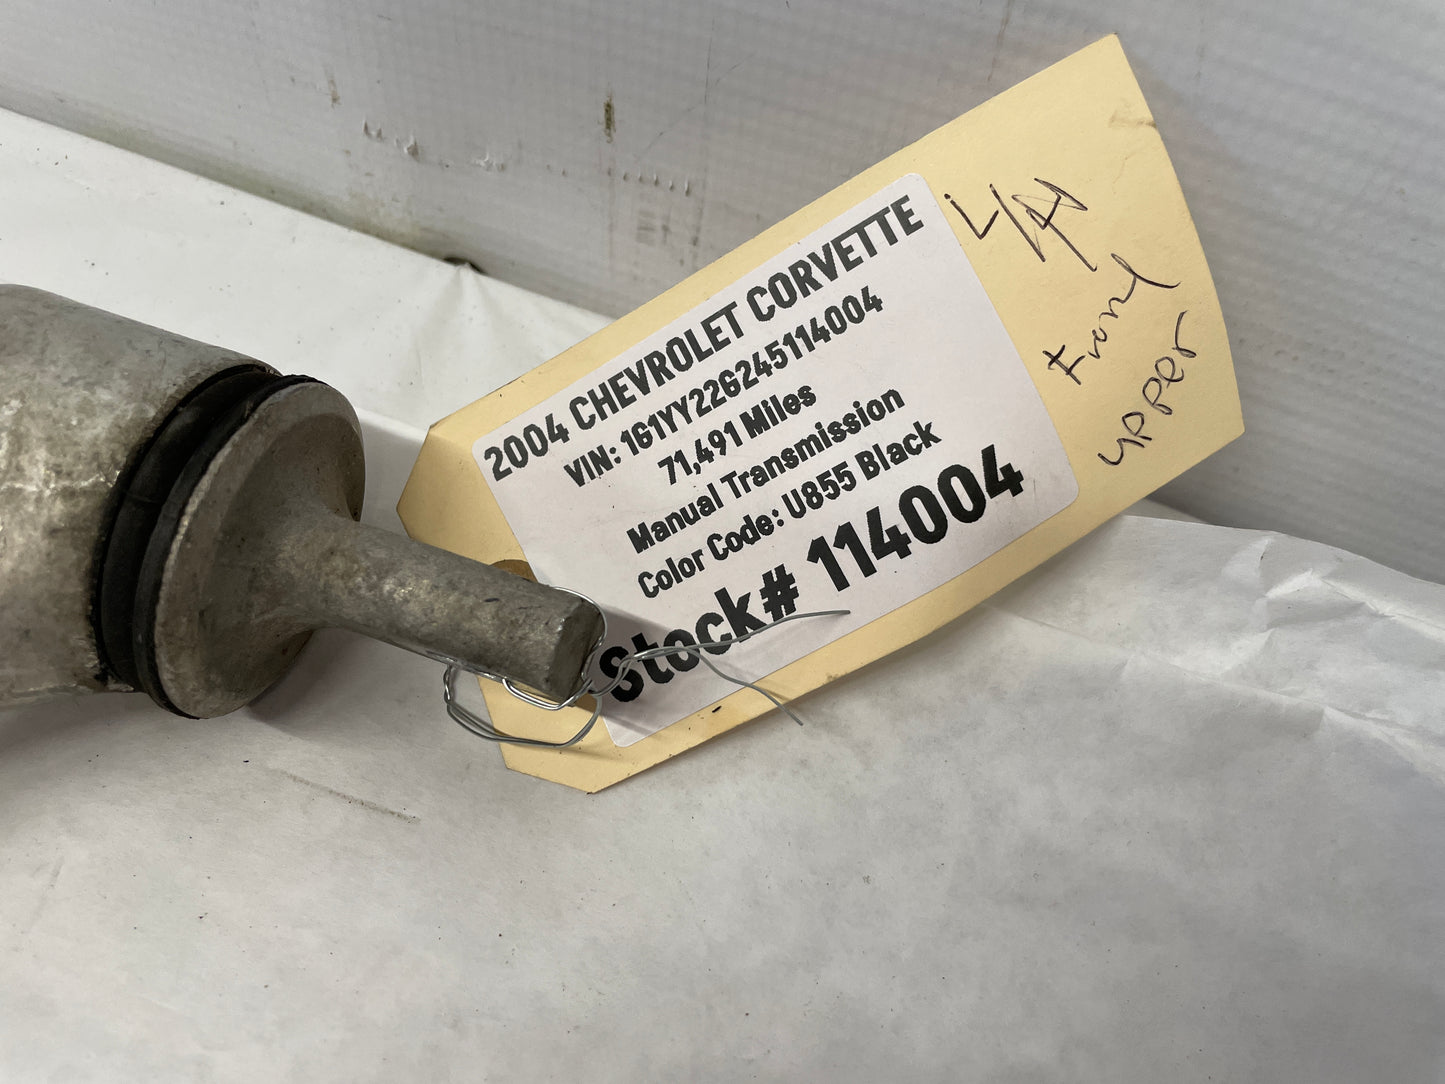 2004 CHEVROLET CORVETTE
VIN: 1G1YY22G245114004
71,491 Miles
Manual Transmission
Color Code: U855 Black
Stock# 114004
Front
upper